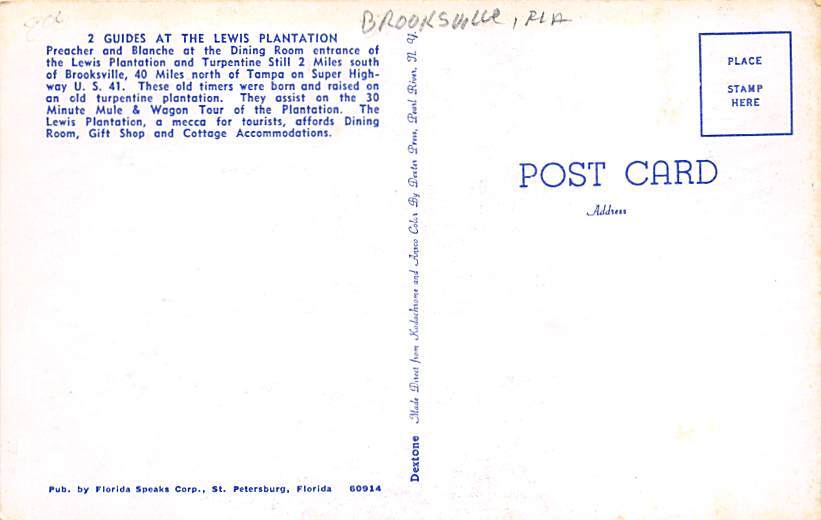 BROOKSVILLE, FLA
2 GUIDES AT THE LEWIS PLANTATION
Preacher and Blanche at the Dining Room entrance of
the Lewis Plantation and Turpentine Still 2 Miles south
of Brooksville, 40 Miles north of Tampa on Super High-
way U. S. 41. These old timers were born and raised on
an old turpentine plantation. They assist on the 30
Minute Mule & Wagon Tour of the Plantation. The
Lewis Plantation, a mecca for tourists, affords Dining
Room, Gift Shop and Cottage Accommodations.
Pub. by Florida Speaks Corp., St. Petersburg, Florida 60914
Dextone Made Direct from Kodachrome and Ansco Color By Dexter Press, Pearl River, N. Y.
PLACE
STAMP
HERE
POST CARD
Address